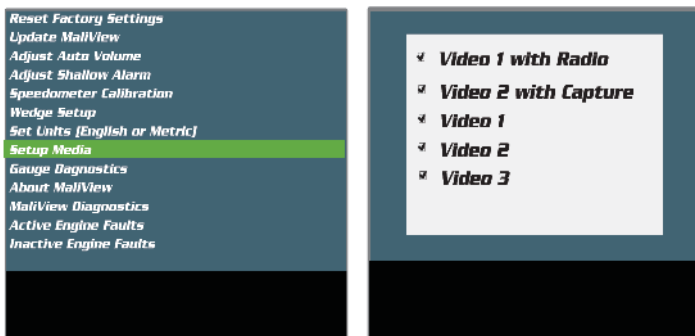 Reset Factory Settings
Update MaliView
Adjust Auto Volume
Adjust Shallow Alarm
Speedometer Calibration
Wedge Setup
Set Units [English or Metric]
Setup Media
Gauge Dagnostics
About MaliView
MaliView Diagnostics
Active Engine Faults
Inactive Engine Faults
Video 1 with Radio
Video 2 with Capture
Video 1
Video 2
Video 3